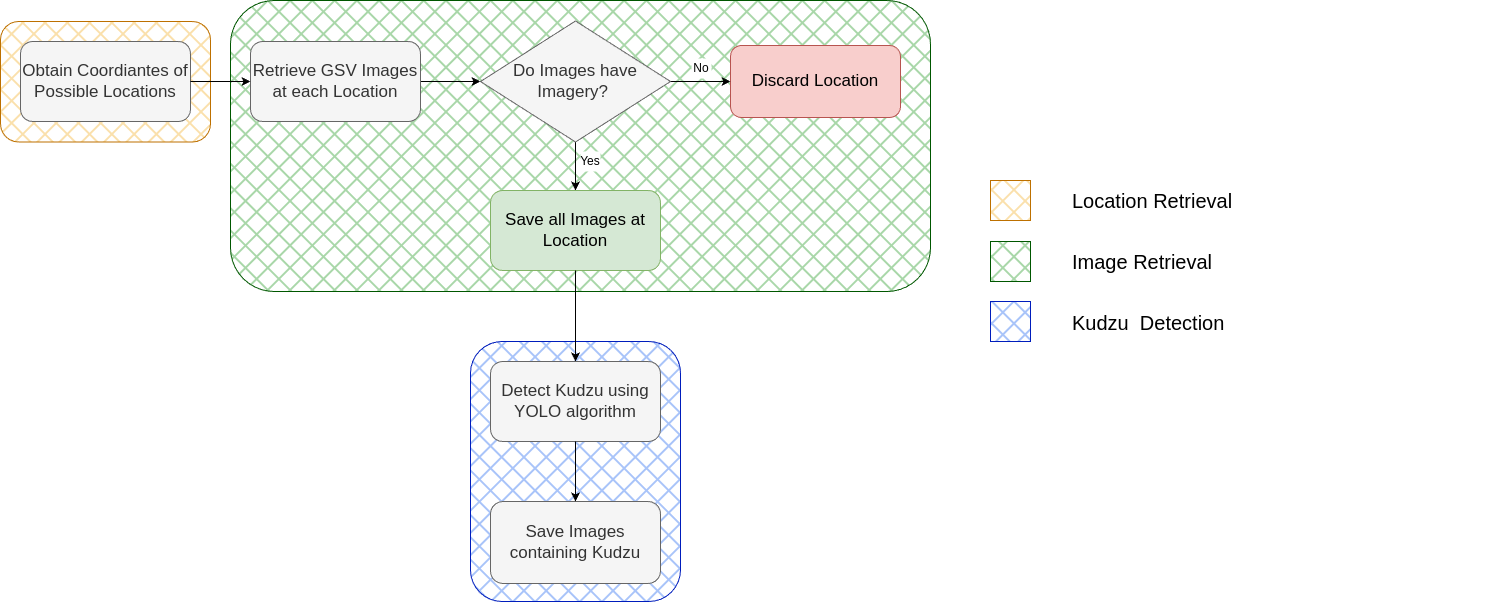 Obtain Coordiantes of
Possible Locations
Retrieve GSV Images
at each Location
Do Images have
Imagery?
No
Discard Location
Yes
Save all Images at
Location
Detect Kudzu using
YOLO algorithm
Save Images
containing Kudzu
Location Retrieval
Image Retrieval
Kudzu  Detection